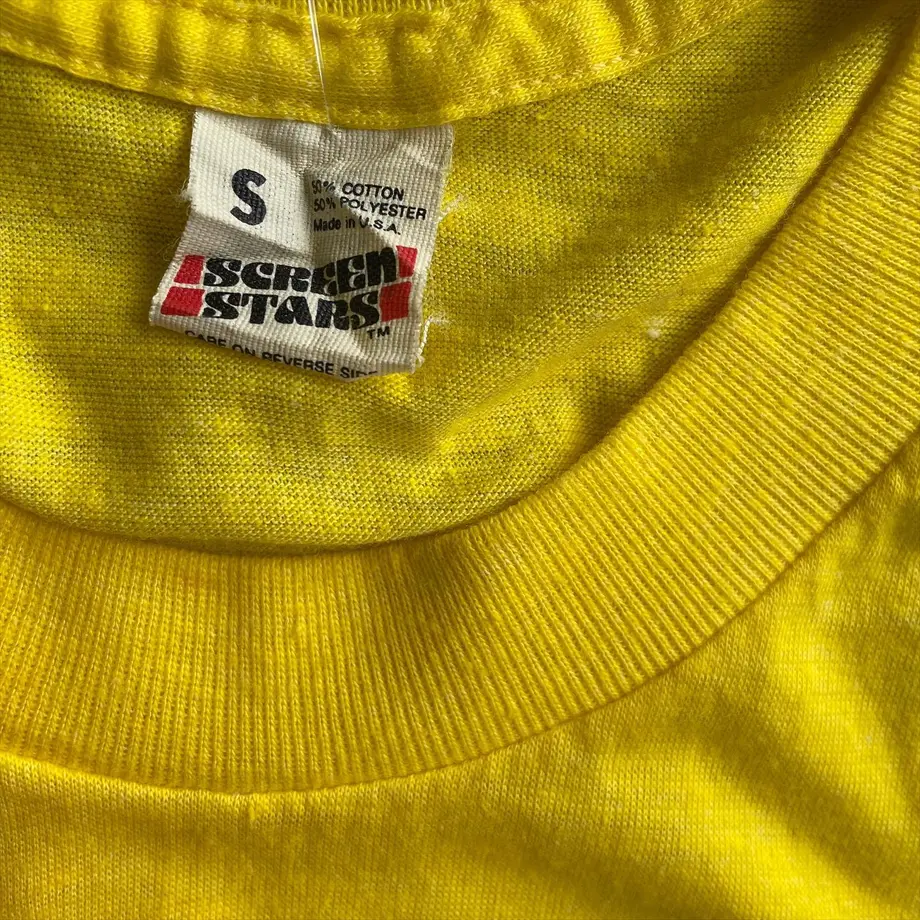 S
50% COTTON
50% POLYESTER
Made in U.S.A.
SCREEN
STARS
TM
CARE ON REVERSE SIDE